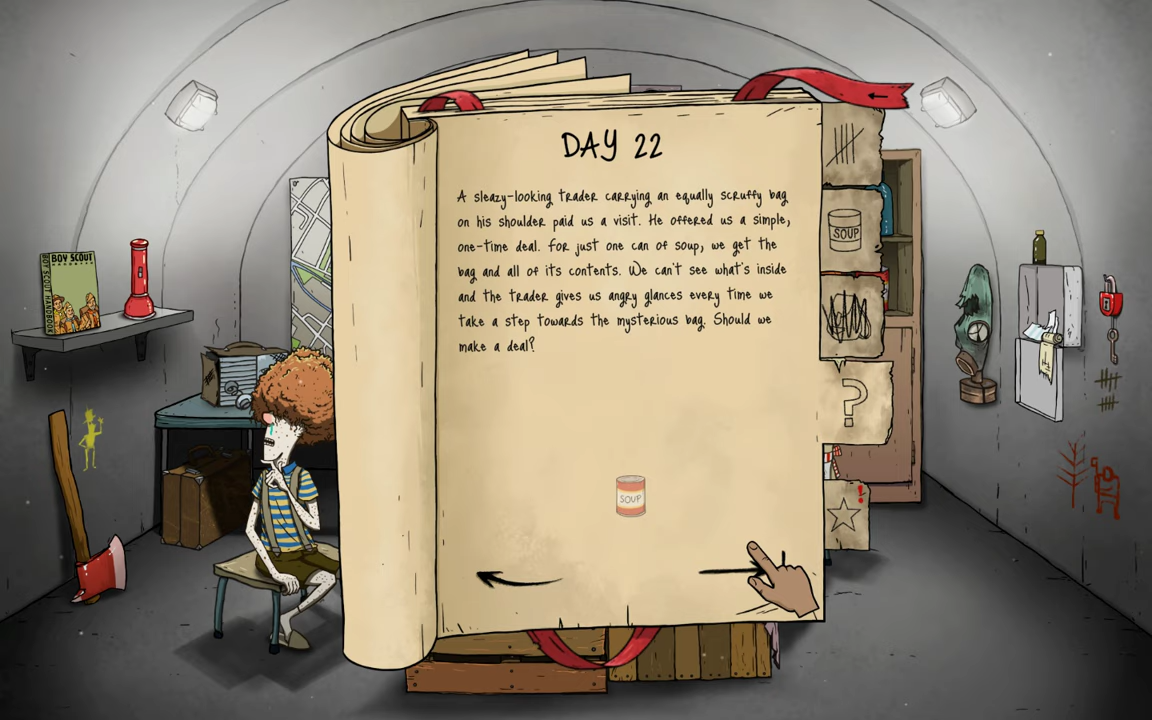 DAY 22
A sleazy-looking trader carrying an equally scruffy bag
on his shoulder paid us a visit. He offered us a simple,
one-time deal. For just one can of soup, we get the
bag and all of its contents. We can't see what's inside
and the trader gives us angry glances every time we
take a step towards the mysterious bag. Should we
make a deal?
SOUP
SOUP
?
!
BOY SCOUT
HANDBOOK
BOY SCOUT HANDBOOK